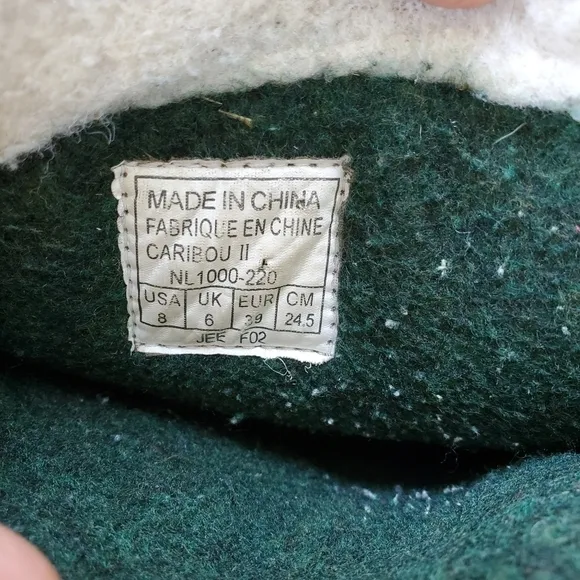 MADE IN CHINA
FABRIQUE EN CHINE
CARIBOU II
NL1000-220
USA UK EUR CM
8 6 39 24.5
JEE F02